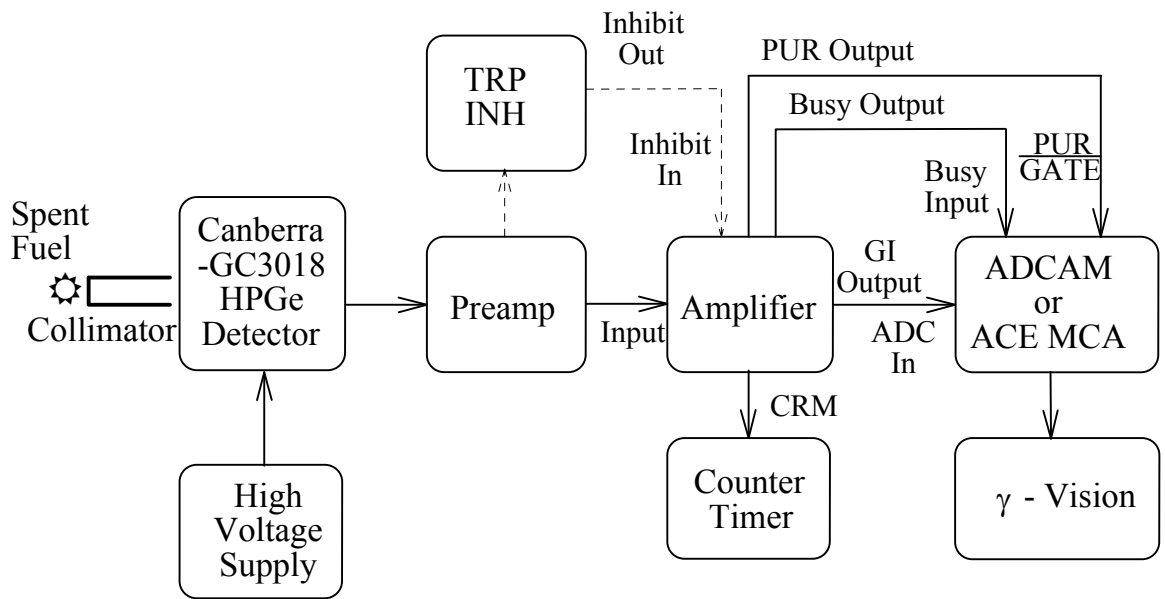 Inhibit
Out
TRP
INH
PUR Output
Busy Output
Inhibit
In
PUR
GATE
Busy
Input
Spent
Fuel
Collimator
Canberra
-GC3018
HPGe
Detector
Preamp
Input
Amplifier
GI
Output
ADC
In
ADCAM
or
ACE MCA
CRM
High
Voltage
Supply
Counter
Timer
γ - Vision